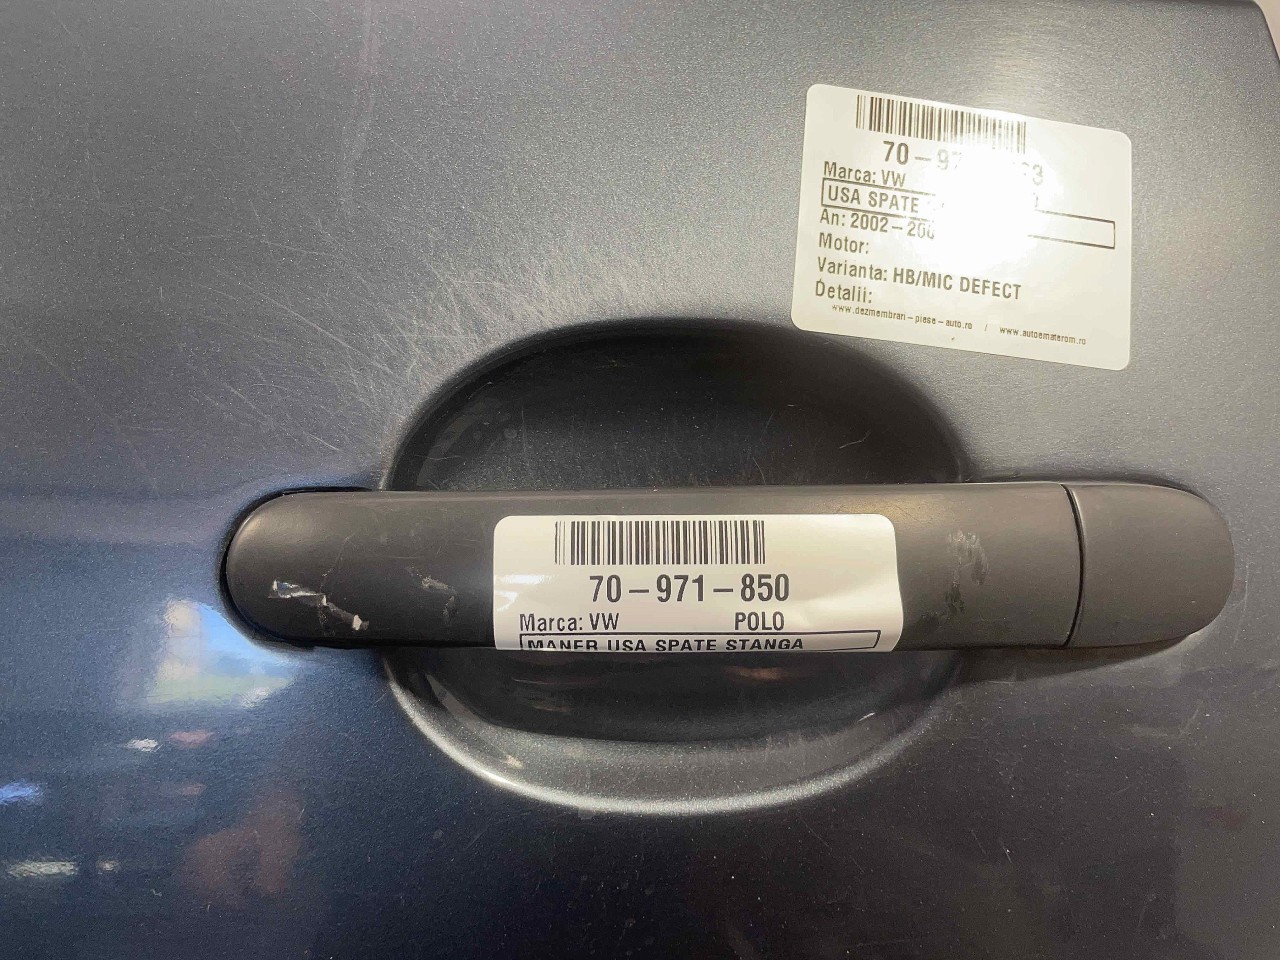 70-97
Marca: VW
USA SPATE
An: 2002-200
Motor:
Varianta: HB/MIC DEFECT
Detalii:
www.dezmembrari-piese-auto.ro / www.autoematerom.ro
70-971-850
Marca: VW POLO
MANER USA SPATE STANGA